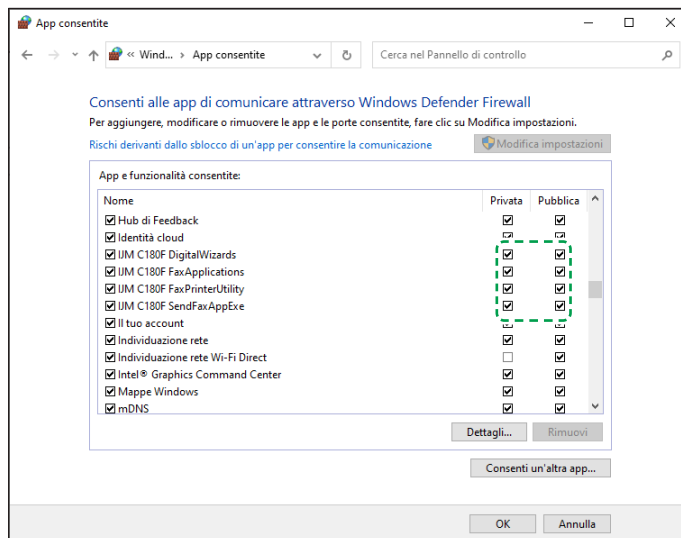 App consentite
« Wind... › App consentite
Cerca nel Pannello di controllo
Consenti alle app di comunicare attraverso Windows Defender Firewall
Per aggiungere, modificare o rimuovere le app e le porte consentite, fare clic su Modifica impostazioni.
Rischi derivanti dallo sblocco di un'app per consentire la comunicazione
Modifica impostazioni
App e funzionalità consentite:
Nome Privata Pubblica
Hub di Feedback
Identità cloud
IJM C180F DigitalWizards
IJM C180F FaxApplications
IJM C180F FaxPrinterUtility
IJM C180F SendFaxAppExe
Il tuo account
Individuazione rete
Individuazione rete Wi-Fi Direct
Intel® Graphics Command Center
Mappe Windows
mDNS
Dettagli... Rimuovi
Consenti un'altra app...
OK Annulla